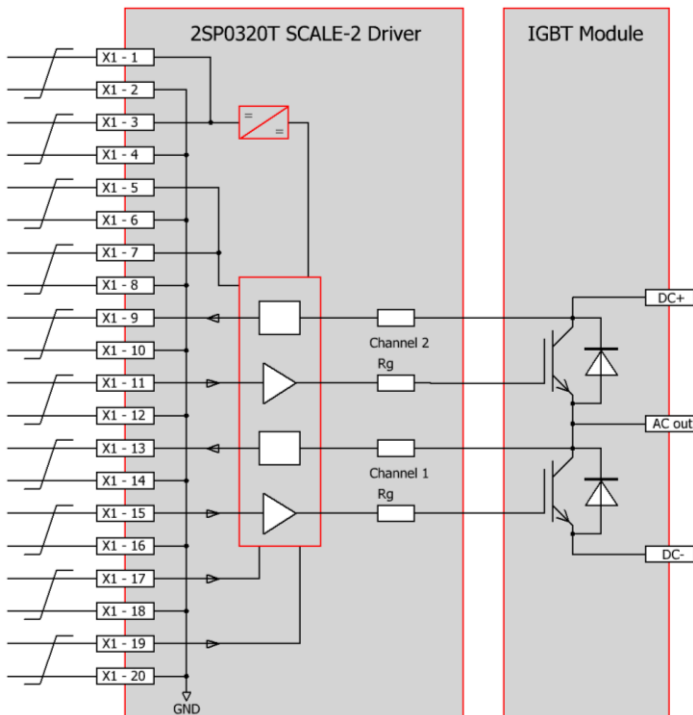 2SP0320T SCALE-2 Driver
IGBT Module
X1 - 1
X1 - 2
X1 - 3
=
=
X1 - 4
X1 - 5
X1 - 6
X1 - 7
X1 - 8
DC+
X1 - 9
Channel 2
X1 - 10
Rg
X1 - 11
X1 - 12
AC out
X1 - 13
Channel 1
X1 - 14
Rg
X1 - 15
X1 - 16
DC-
X1 - 17
X1 - 18
X1 - 19
X1 - 20
GND